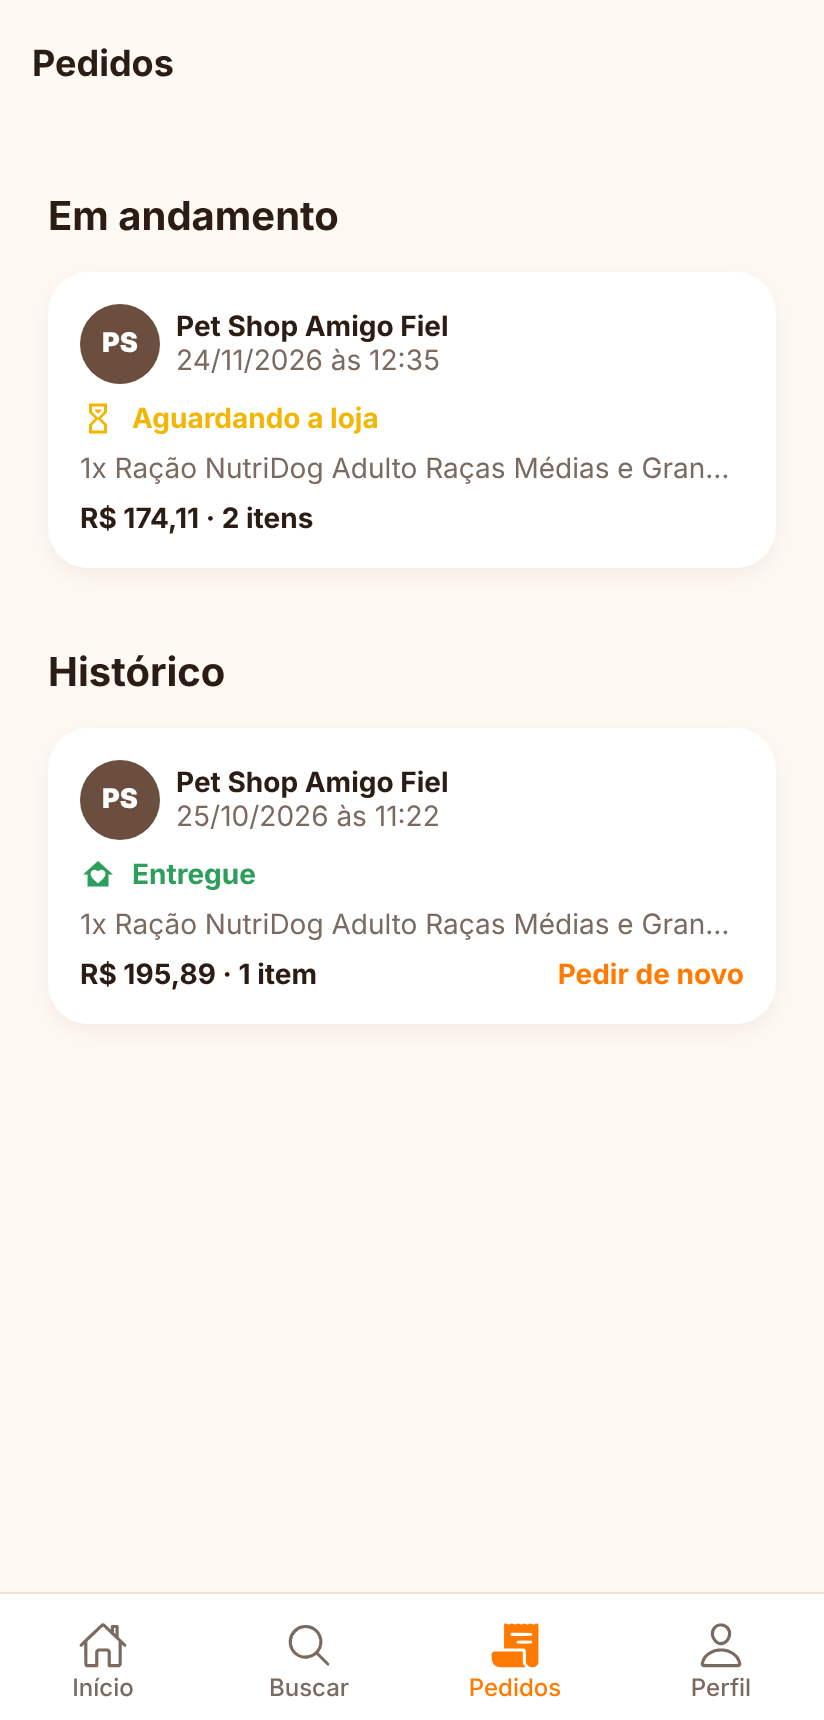 Pedidos
Em andamento
PS
Pet Shop Amigo Fiel
24/11/2026 às 12:35
Aguardando a loja
1x Ração NutriDog Adulto Raças Médias e Gran...
R$ 174,11 · 2 itens
Histórico
PS
Pet Shop Amigo Fiel
25/10/2026 às 11:22
Entregue
1x Ração NutriDog Adulto Raças Médias e Gran...
R$ 195,89 · 1 item
Pedir de novo
Início
Buscar
Pedidos
Perfil